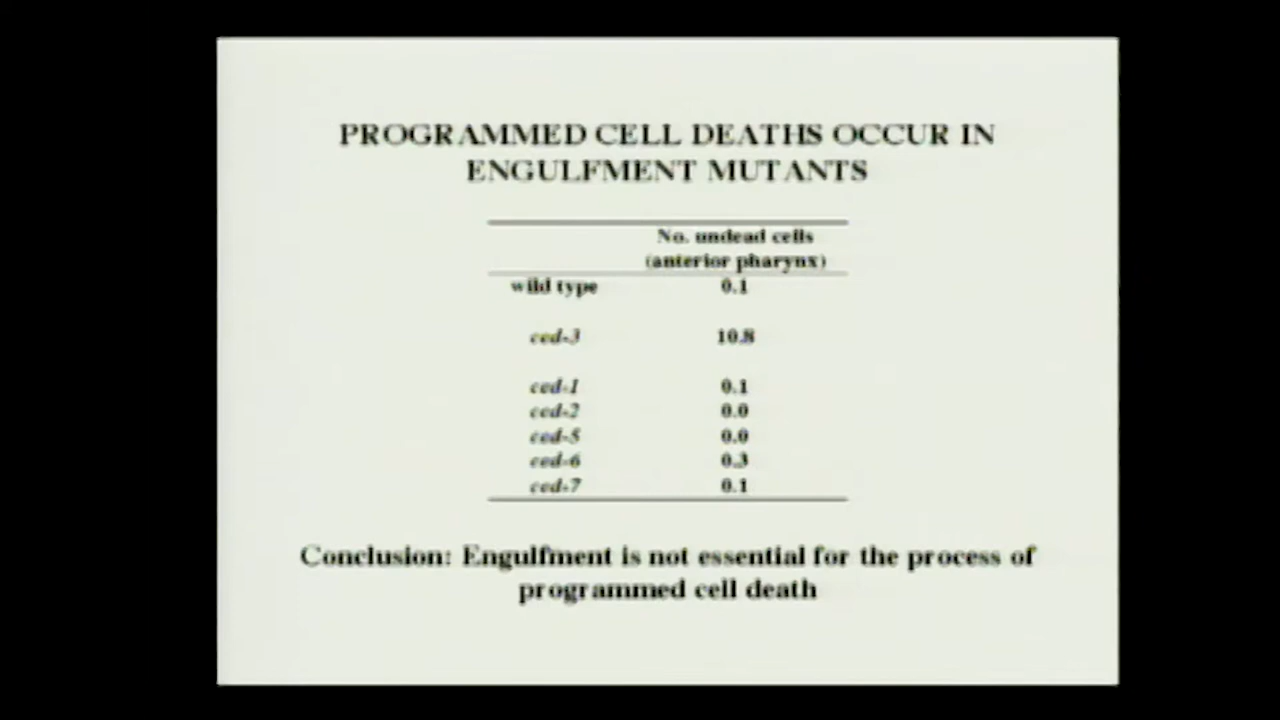 PROGRAMMED CELL DEATHS OCCUR IN
ENGULFMENT MUTANTS
No. undead cells
(anterior pharynx)
wild type 0.1
ced-3 10.8
ced-1 0.1
ced-2 0.0
ced-5 0.0
ced-6 0.3
ced-7 0.1
Conclusion: Engulfment is not essential for the process of
programmed cell death